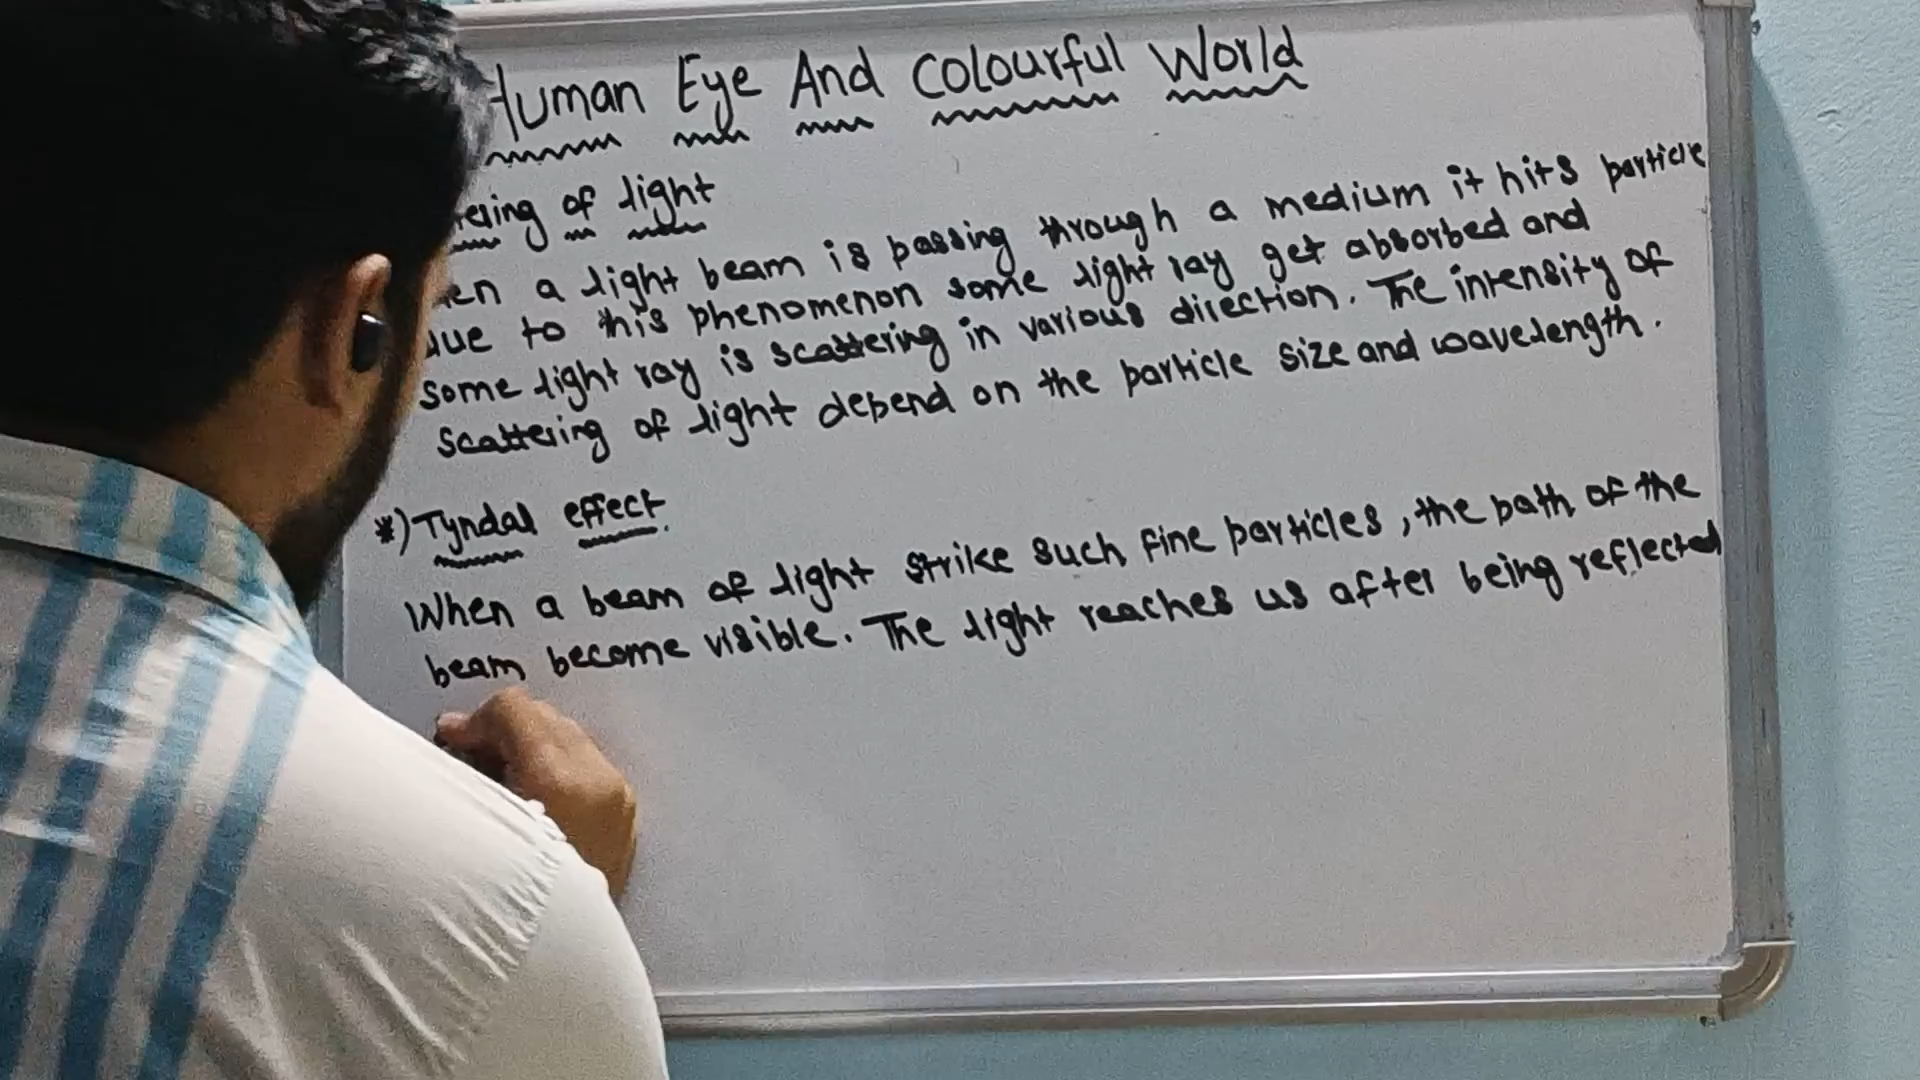 Human Eye And Colourful World
ering of light
en a light beam is passing through a medium it hits particle
due to this phenomenon some light ray get absorbed and
some light ray is scattering in various direction. The intensity of
scattering of light depend on the particle size and wavelength.
*) Tyndal effect
When a beam of light strike such fine particles, the path of the
beam become visible. The light reaches us after being reflected